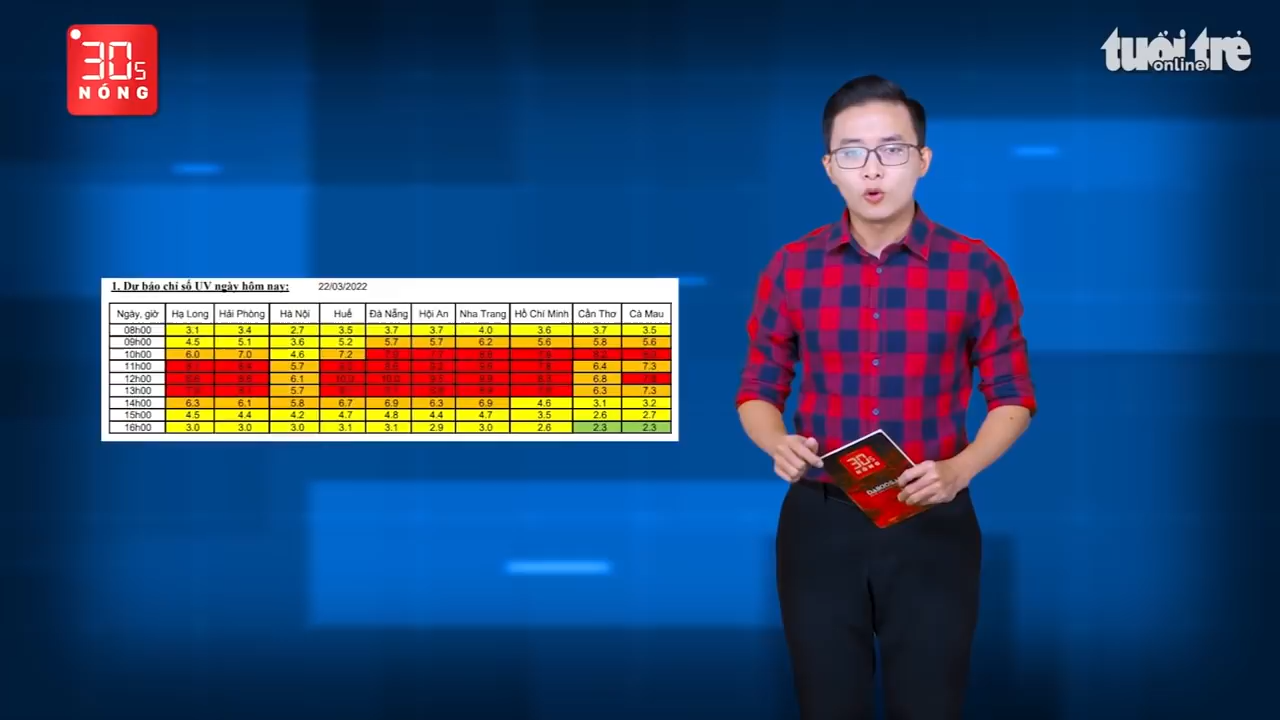 30s
NÓNG
tuổi trẻ
online
1. Dự báo chỉ số UV ngày hôm nay: 22/03/2022
Ngày, giờ Hạ Long Hải Phòng Hà Nội Huế Đà Nẵng Hội An Nha Trang Hồ Chí Minh Cần Thơ Cà Mau
08h00 3.1 3.4 2.7 3.5 3.7 3.7 4.0 3.6 3.7 3.5
09h00 4.5 5.1 3.6 5.2 5.7 5.7 6.2 5.6 5.8 5.6
10h00 6.0 7.0 4.6 7.2
11h00 5.7 6.4 7.3
12h00 6.1 6.8
13h00 5.7 6.3 7.3
14h00 6.3 6.1 5.8 6.7 6.9 6.3 6.9 4.6 3.1 3.2
15h00 4.5 4.4 4.2 4.7 4.8 4.4 4.7 3.5 2.6 2.7
16h00 3.0 3.0 3.0 3.1 3.1 2.9 3.0 2.6 2.3 2.3
30s
NÓNG